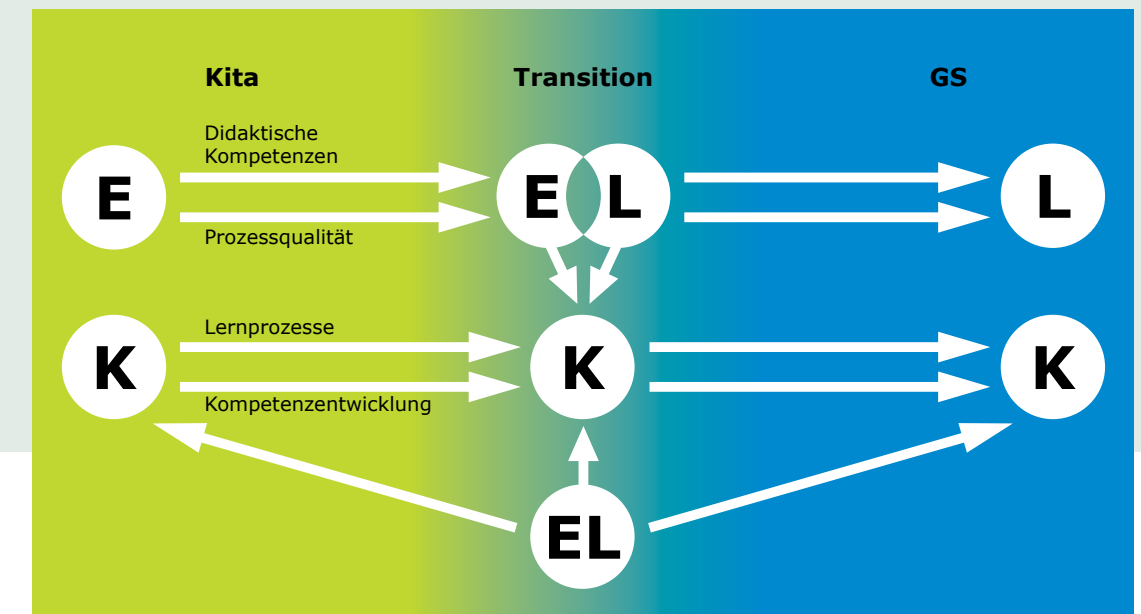 Kita
Transition
GS
Didaktische
Kompetenzen
E
E L
L
Prozessqualität
Lernprozesse
K
K
K
Kompetenzentwicklung
EL